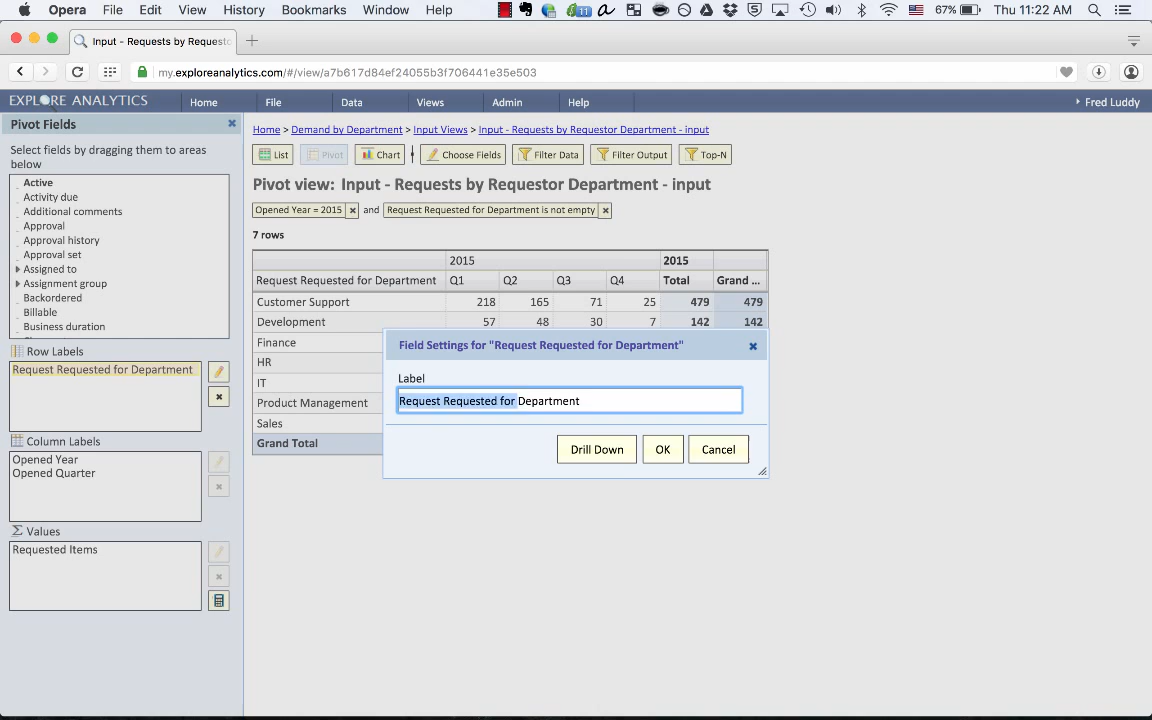 Opera File Edit View History Bookmarks Window Help 11 67% Thu 11:22 AM
Input - Requests by Requesto
my.exploreanalytics.com/#/view/a7b617d84ef24055b3f706441e35e503
EXPLORE ANALYTICS Home File Data Views Admin Help Fred Luddy
Pivot Fields
Select fields by dragging them to areas
below
Active
Activity due
Additional comments
Approval
Approval history
Approval set
Assigned to
Assignment group
Backordered
Billable
Business duration
Row Labels
Request Requested for Department
Column Labels
Opened Year
Opened Quarter
Σ Values
Requested Items
Home > Demand by Department > Input Views > Input - Requests by Requestor Department - input
List Pivot Chart Choose Fields Filter Data Filter Output Top-N
Pivot view: Input - Requests by Requestor Department - input
Opened Year = 2015 x and Request Requested for Department is not empty x
7 rows
2015 2015
Request Requested for Department Q1 Q2 Q3 Q4 Total Grand ...
Customer Support 218 165 71 25 479 479
Development 57 48 30 7 142 142
Finance
HR
IT
Product Management
Sales
Grand Total
Field Settings for "Request Requested for Department"
Label
Request Requested for Department
Drill Down OK Cancel